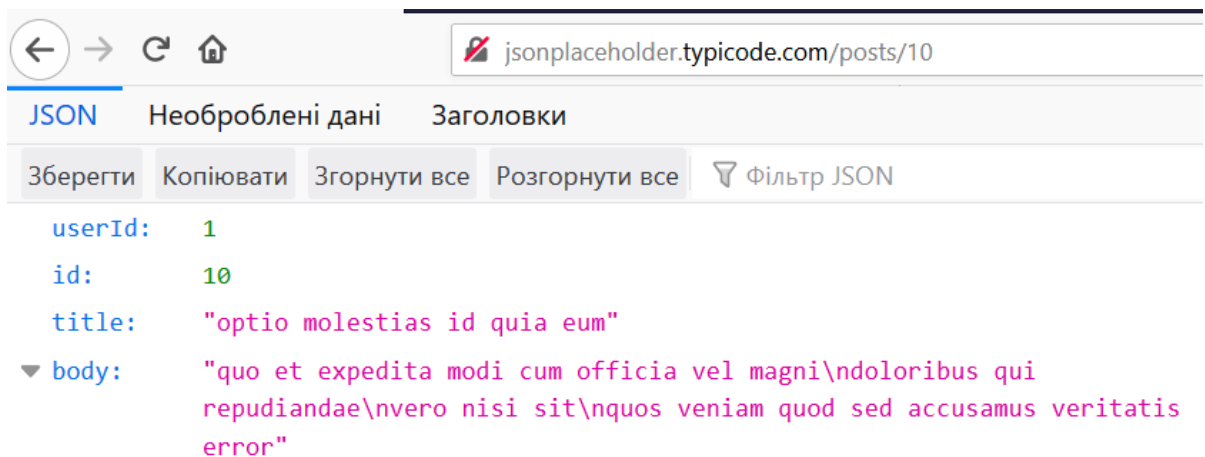 jsonplaceholder.typicode.com/posts/10
JSON Необроблені дані Заголовки
Зберегти Копіювати Згорнути все Розгорнути все Фільтр JSON
userId: 1
id: 10
title: "optio molestias id quia eum"
body: "quo et expedita modi cum officia vel magni\ndoloribus qui
repudiandae\nvero nisi sit\nquos veniam quod sed accusamus veritatis
error"